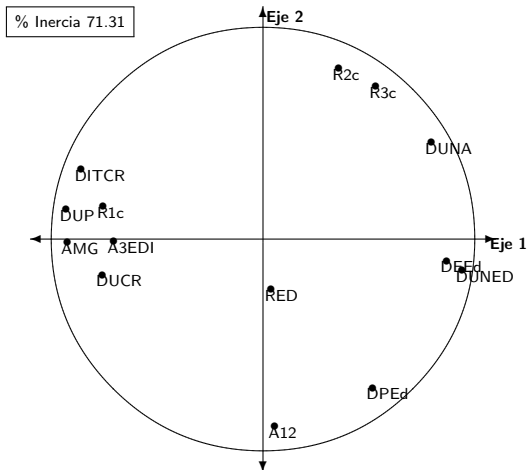 % Inercia 71.31
Eje 2
R2c
R3c
DUNA
DITCR
DUP
R1c
AMG
A3EDI
Eje 1
DEEd
DUNED
DUCR
RED
DPEd
A12